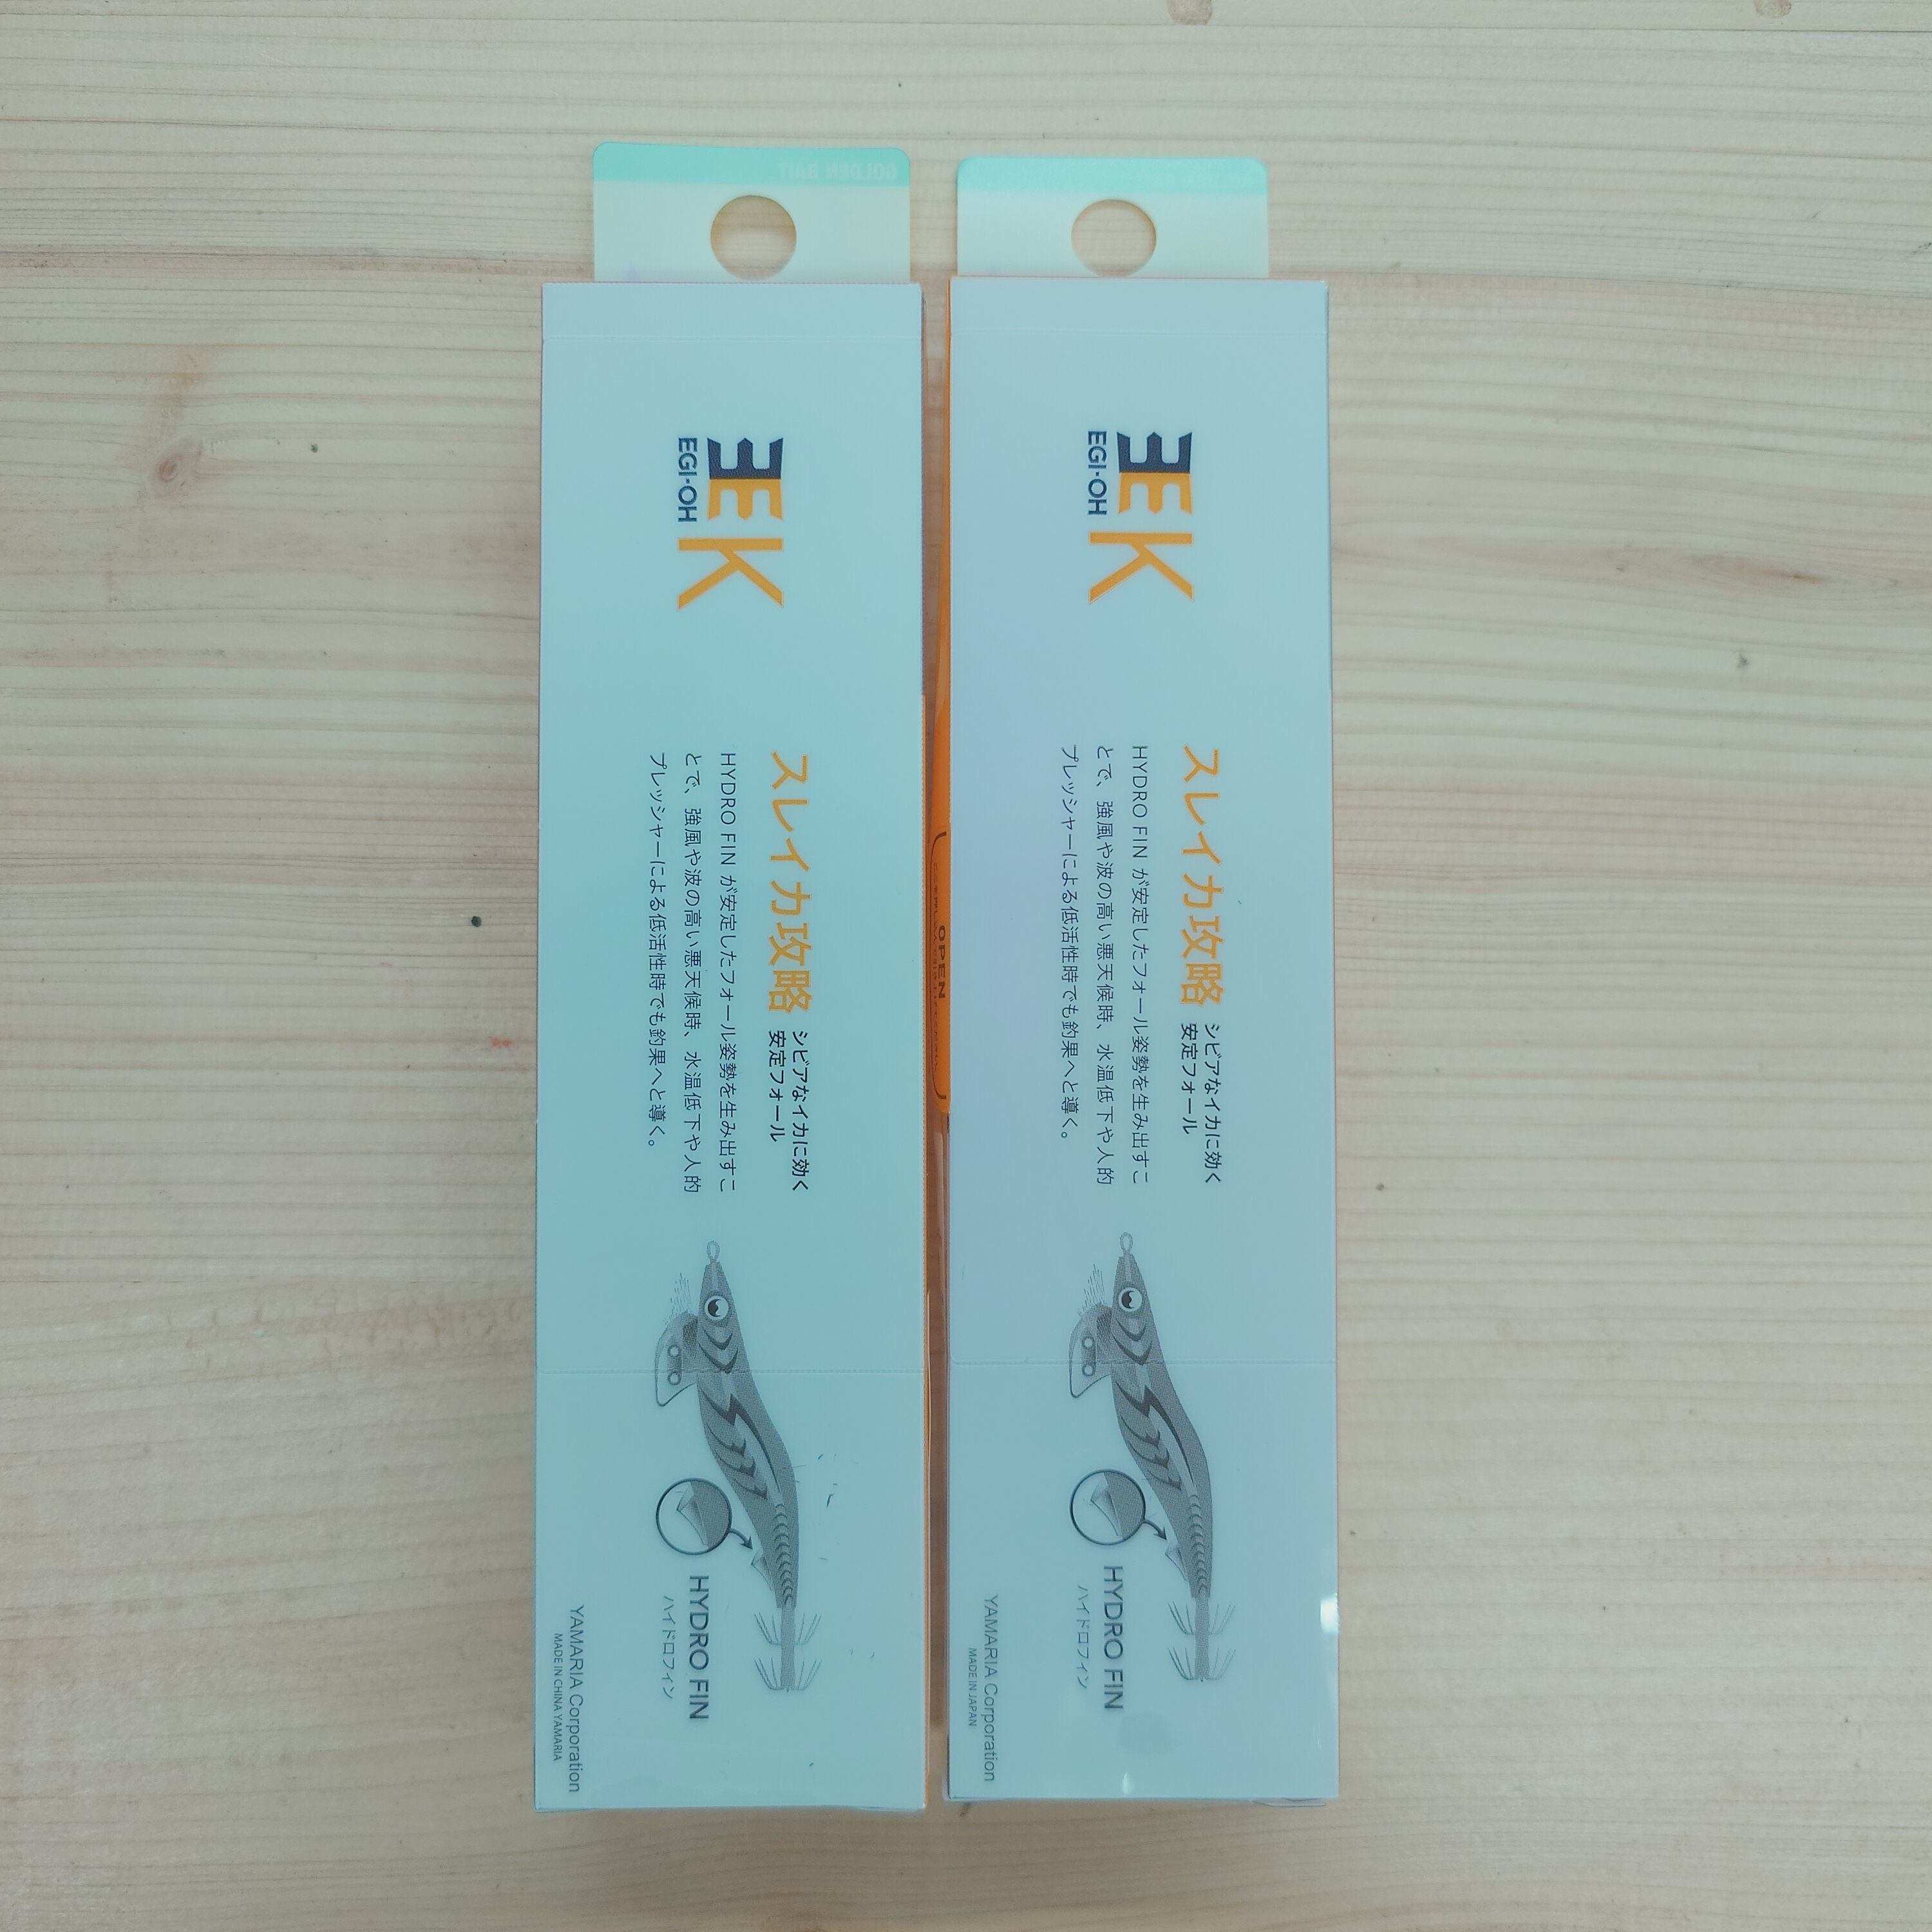 GOLDEN BAIT
EGI-OH
K
スレイカ攻略
シビアなイカに効く
安定フォール
HYDRO FIN が安定したフォール姿勢を生み出すこ
とで、強風や波の高い悪天候時、水温低下や人的
プレッシャーによる低活性時でも釣果へと導く。
HYDRO FIN
ハイドロフィン
YAMARIA Corporation
MADE IN CHINA YAMARIA
OPEN
EGI-OH
K
スレイカ攻略
シビアなイカに効く
安定フォール
HYDRO FIN が安定したフォール姿勢を生み出すこ
とで、強風や波の高い悪天候時、水温低下や人的
プレッシャーによる低活性時でも釣果へと導く。
HYDRO FIN
ハイドロフィン
YAMARIA Corporation
MADE IN JAPAN